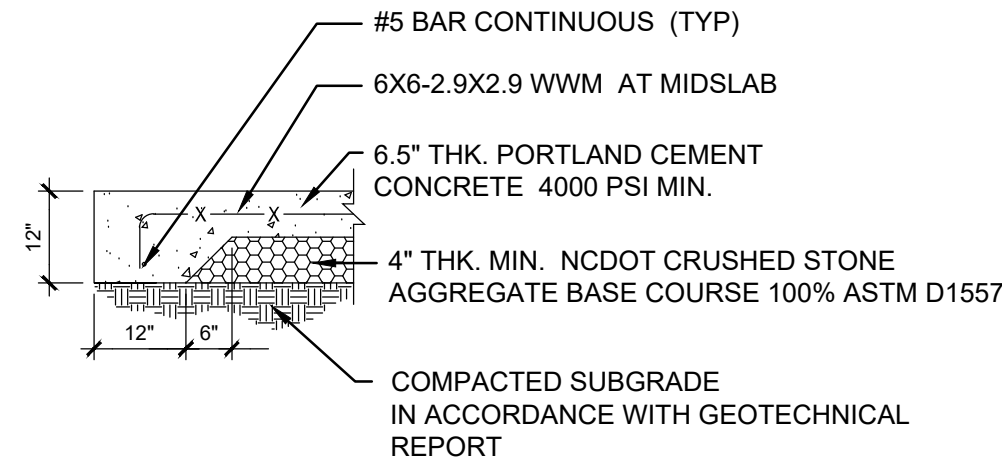 #5 BAR CONTINUOUS (TYP)
6X6-2.9X2.9 WWM AT MIDSLAB
6.5" THK. PORTLAND CEMENT
CONCRETE 4000 PSI MIN.
12"
4" THK. MIN. NCDOT CRUSHED STONE
AGGREGATE BASE COURSE 100% ASTM D1557
12" 6"
COMPACTED SUBGRADE
IN ACCORDANCE WITH GEOTECHNICAL
REPORT